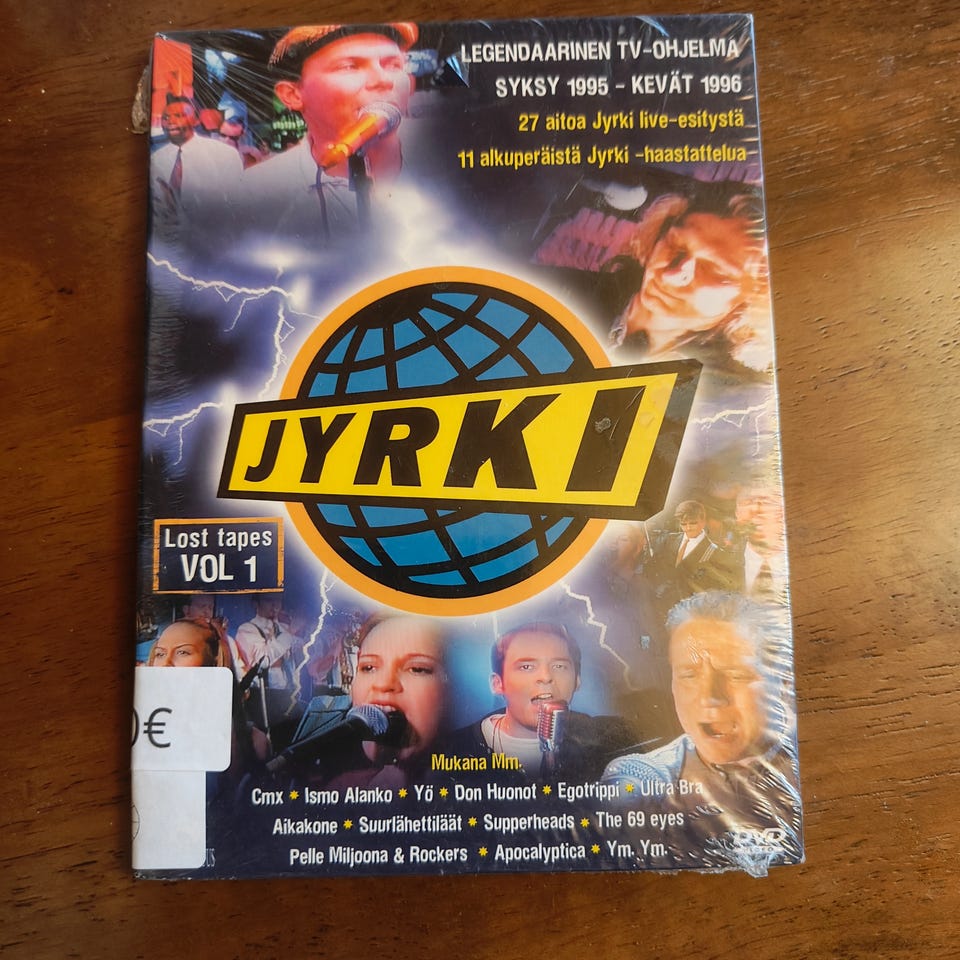 LEGENDAARINEN TV-OHJELMA
SYKSY 1995 - KEVÄT 1996
27 aitoa Jyrki live-esitystä
11 alkuperäistä Jyrki -haastattelua
JYRKI
Lost tapes
VOL 1
€
Mukana Mm.
Cmx * Ismo Alanko * Yö * Don Huonot * Egotrippi * Ultra Bra
Aikakone * Suurlähettiläät * Supperheads * The 69 eyes
Pelle Miljoona & Rockers * Apocalyptica * Ym. Ym.
DVD
VIDEO